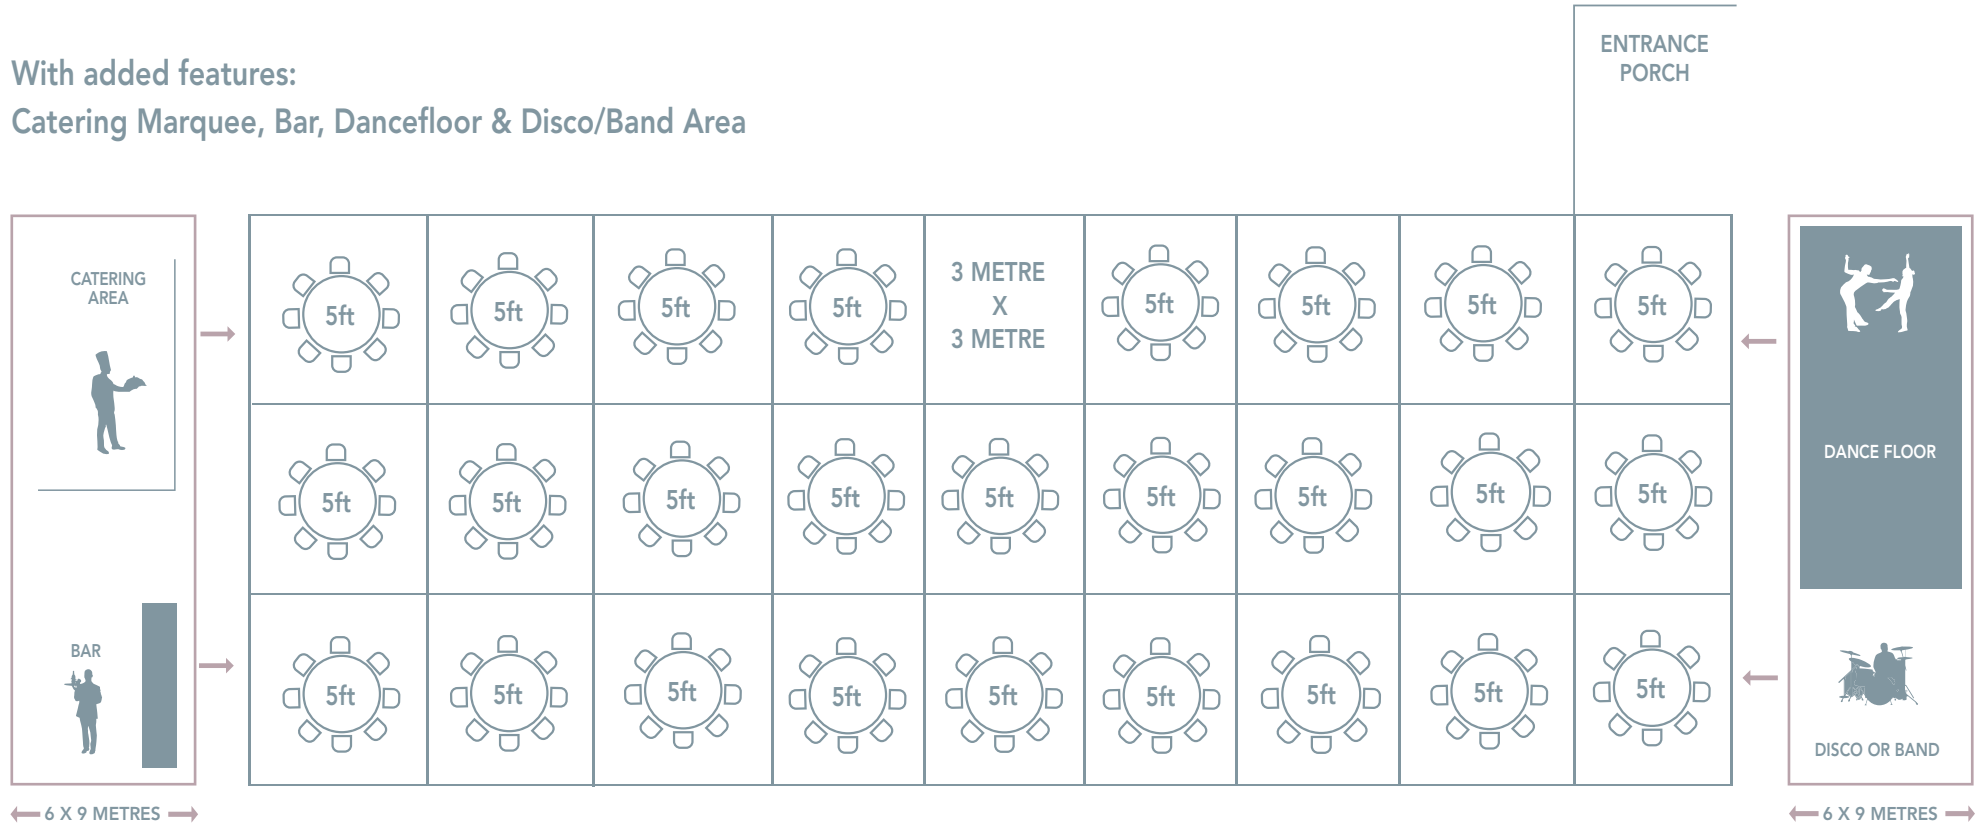 With added features:
Catering Marquee, Bar, Dancefloor & Disco/Band Area
ENTRANCE
PORCH
CATERING
AREA
BAR
6 X 9 METRES
5ft 5ft 5ft 5ft
3 METRE
X
3 METRE
5ft 5ft 5ft 5ft
5ft 5ft 5ft 5ft 5ft 5ft 5ft 5ft 5ft
5ft 5ft 5ft 5ft 5ft 5ft 5ft 5ft 5ft
DANCE FLOOR
DISCO OR BAND
6 X 9 METRES